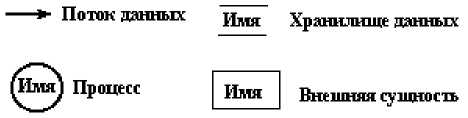 Поток данных
Имя Хранилище данных
Имя Процесс
Имя Внешняя сущность